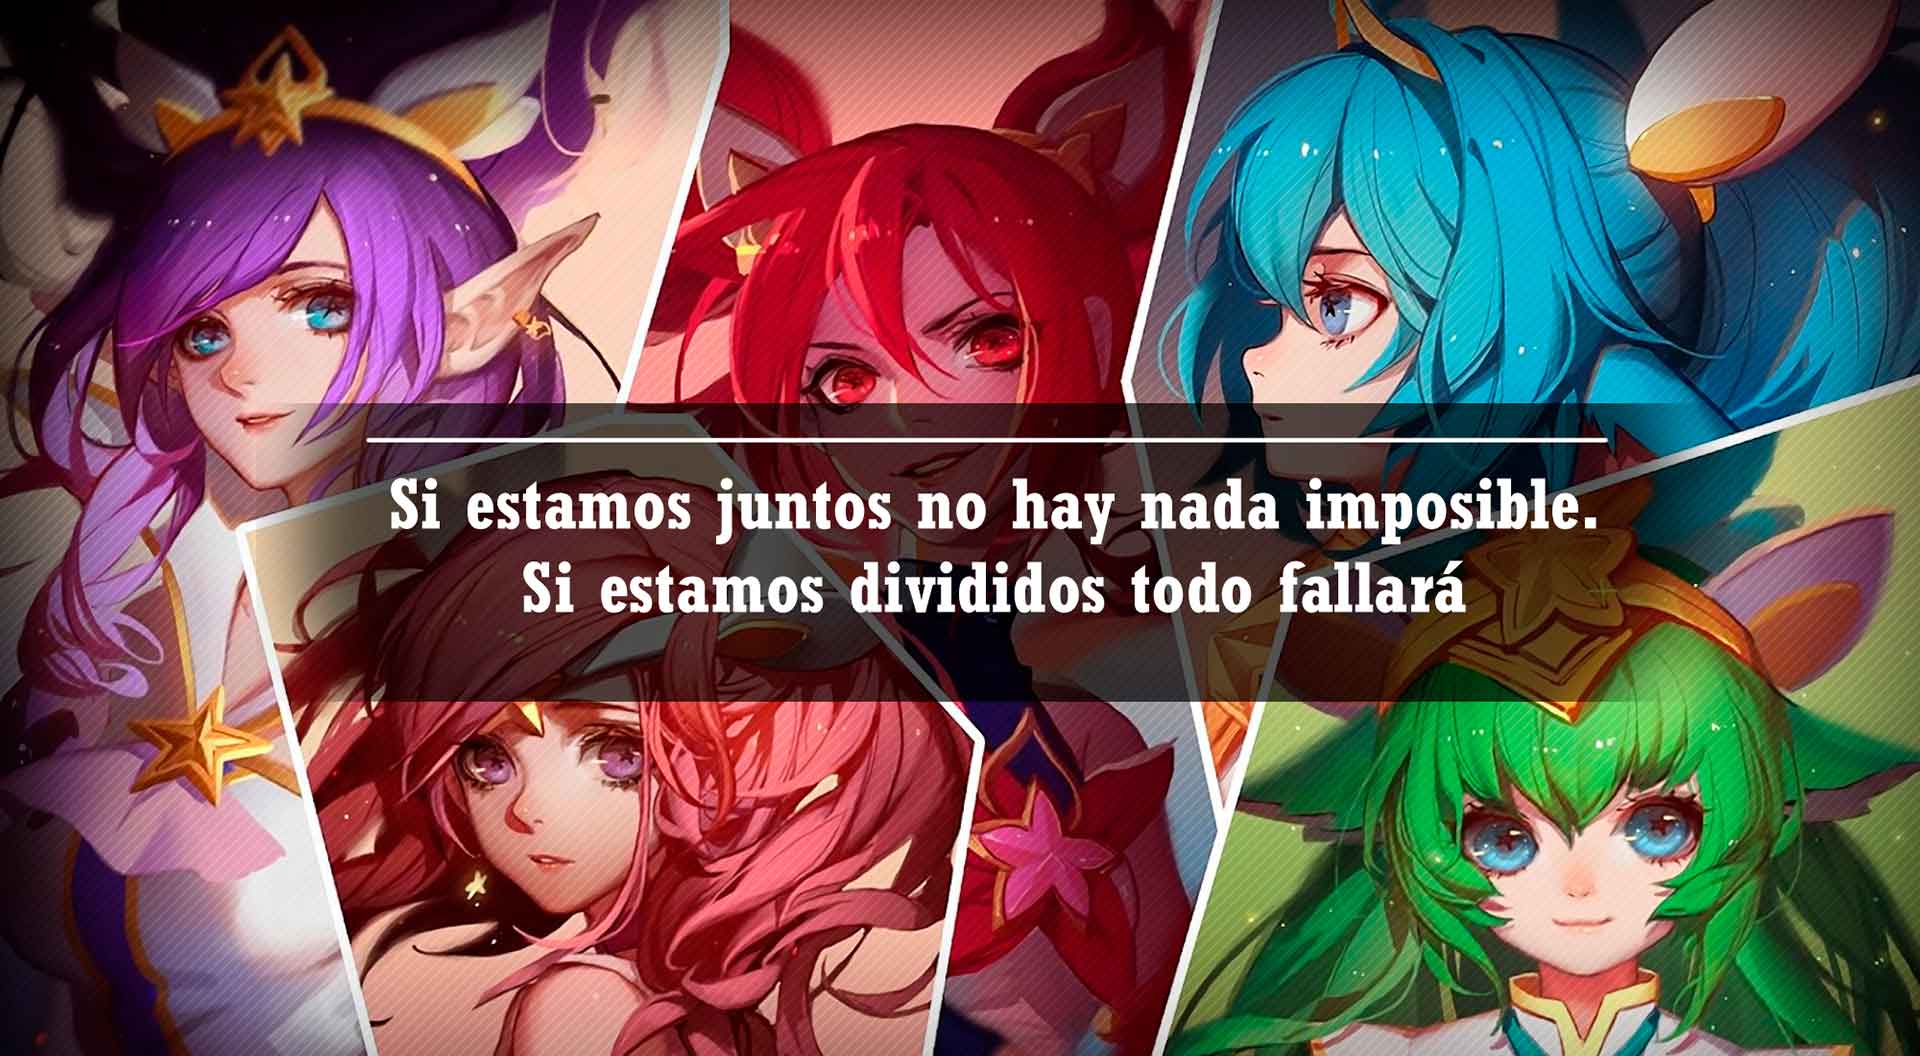 Si estamos juntos no hay nada imposible.
Si estamos divididos todo fallará